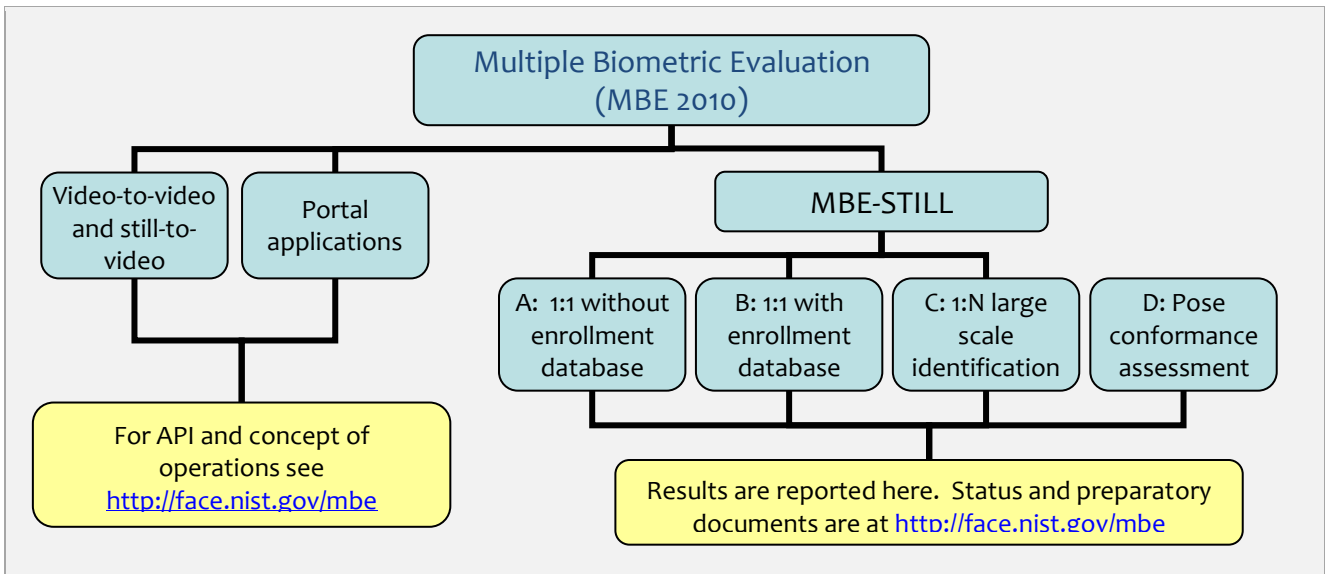 Multiple Biometric Evaluation
(MBE 2010)
Video-to-video
and still-to-
video
Portal
applications
MBE-STILL
A: 1:1 without
enrollment
database
B: 1:1 with
enrollment
database
C: 1:N large
scale
identification
D: Pose
conformance
assessment
For API and concept of
operations see
http://face.nist.gov/mbe
Results are reported here. Status and preparatory
documents are at http://face.nist.gov/mbe